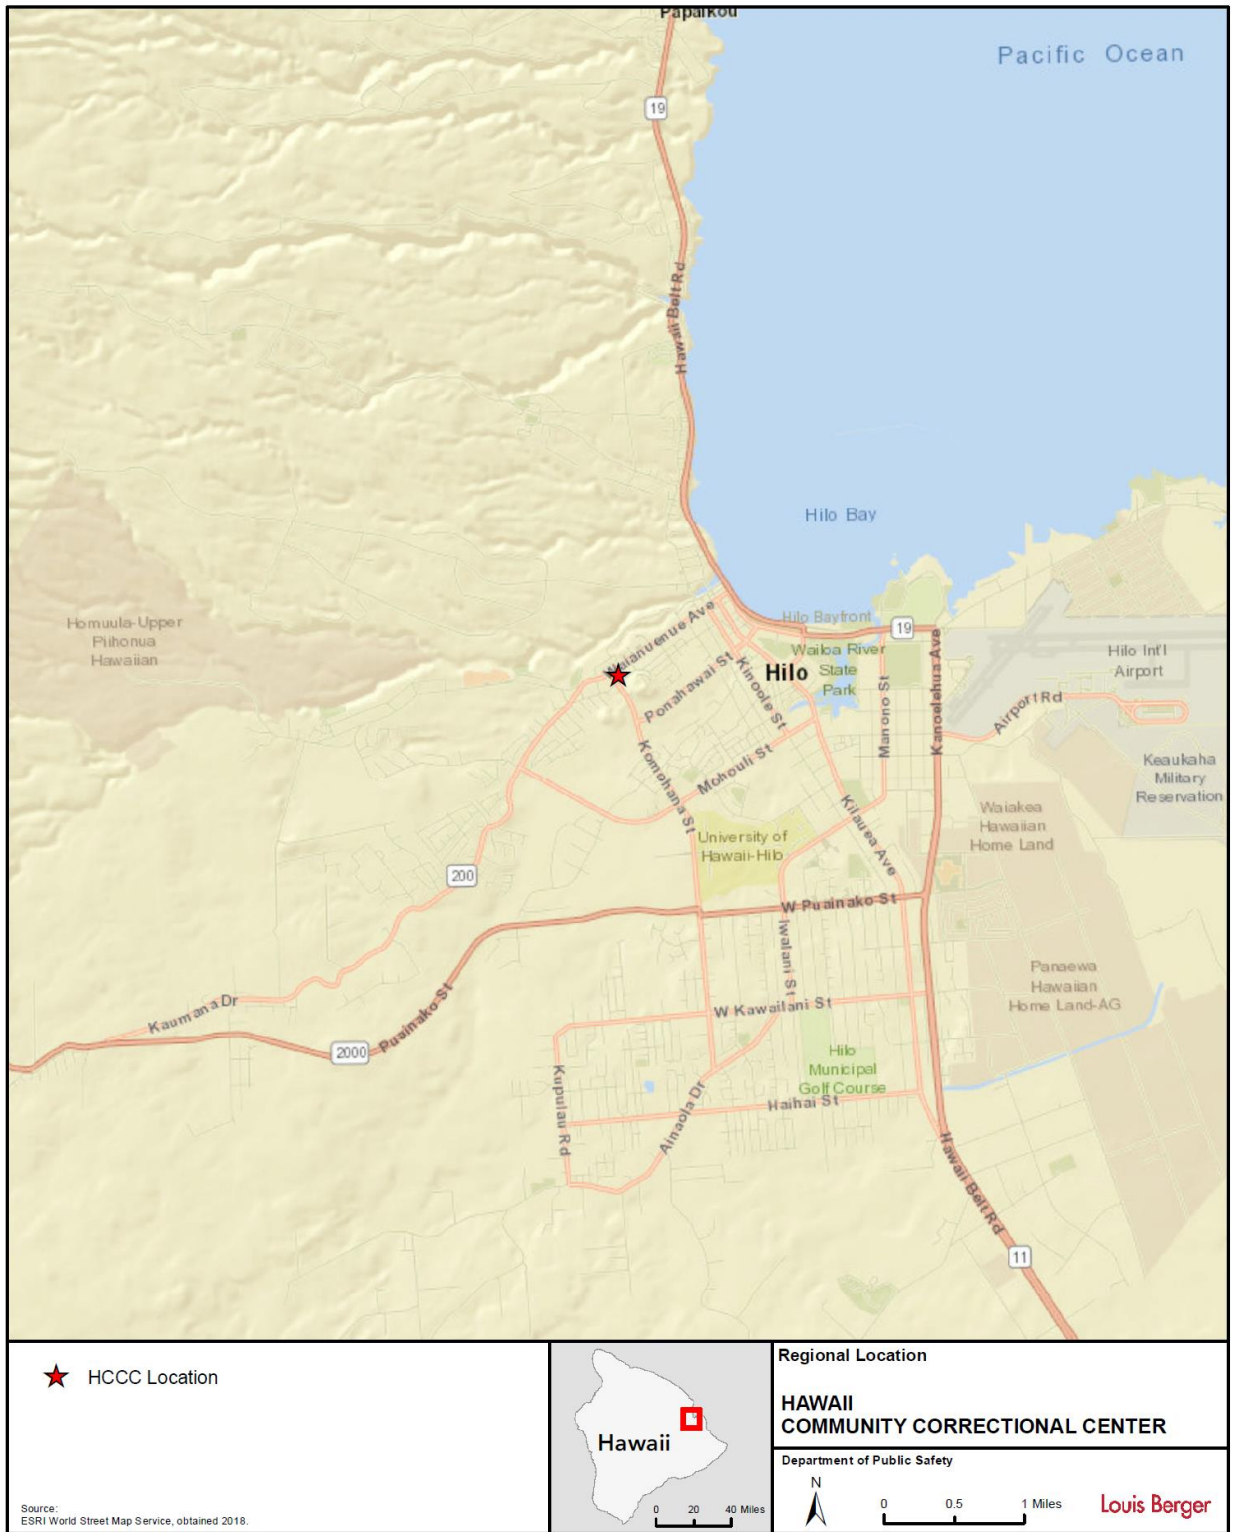 Papaikou
Pacific Ocean
19
Hawaii Belt Rd
Hilo Bay
Homuula-Upper
Piihonua
Hawaiian
Waianuenue Ave
Hilo Bayfront
19
Kanoelehua Ave
Wailoa River
State
Park
Hilo
Hilo Int'l
Airport
Ponahawai St
Kinoole St
Manono St
Airport Rd
Komohana St
Mohouli St
Keaukaha
Military
Reservation
Kilauea Ave
Waiakea
Hawaiian
Home Land
University of
Hawaii-Hilo
200
W Puainako St
Iwalani St
Panaewa
Hawaiian
Home Land-AG
Kaumana Dr
Puainako St
W Kawailani St
2000
Hilo
Municipal
Golf Course
Kupulau Rd
Ainaola Dr
Haihai St
Hawaii Belt Rd
11
HCCC Location
Source:
ESRI World Street Map Service, obtained 2018.
Hawaii
0 20 40 Miles
Regional Location
HAWAII
COMMUNITY CORRECTIONAL CENTER
Department of Public Safety
N
0 0.5 1 Miles
Louis Berger